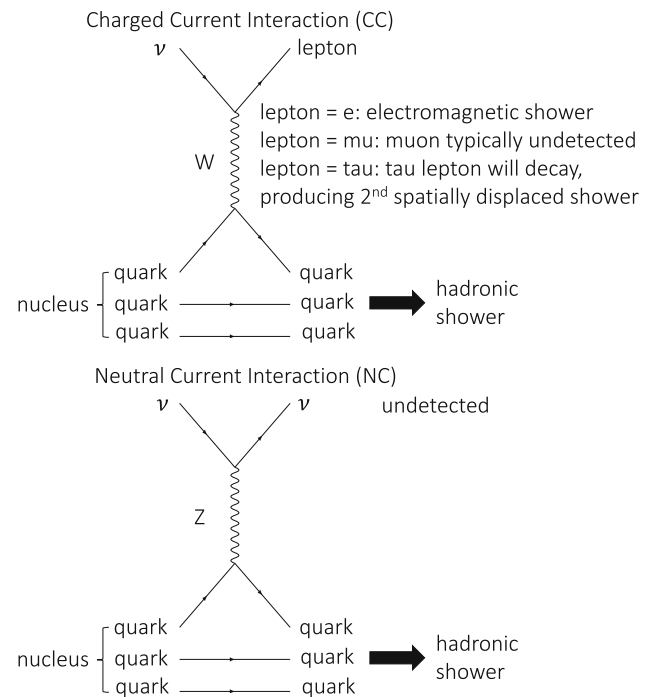 Charged Current Interaction (CC)
ν lepton
lepton = e: electromagnetic shower
lepton = mu: muon typically undetected
W
lepton = tau: tau lepton will decay,
producing 2nd spatially displaced shower
quark quark
nucleus quark quark hadronic shower
quark quark
Neutral Current Interaction (NC)
ν ν undetected
Z
quark quark
nucleus quark quark hadronic shower
quark quark